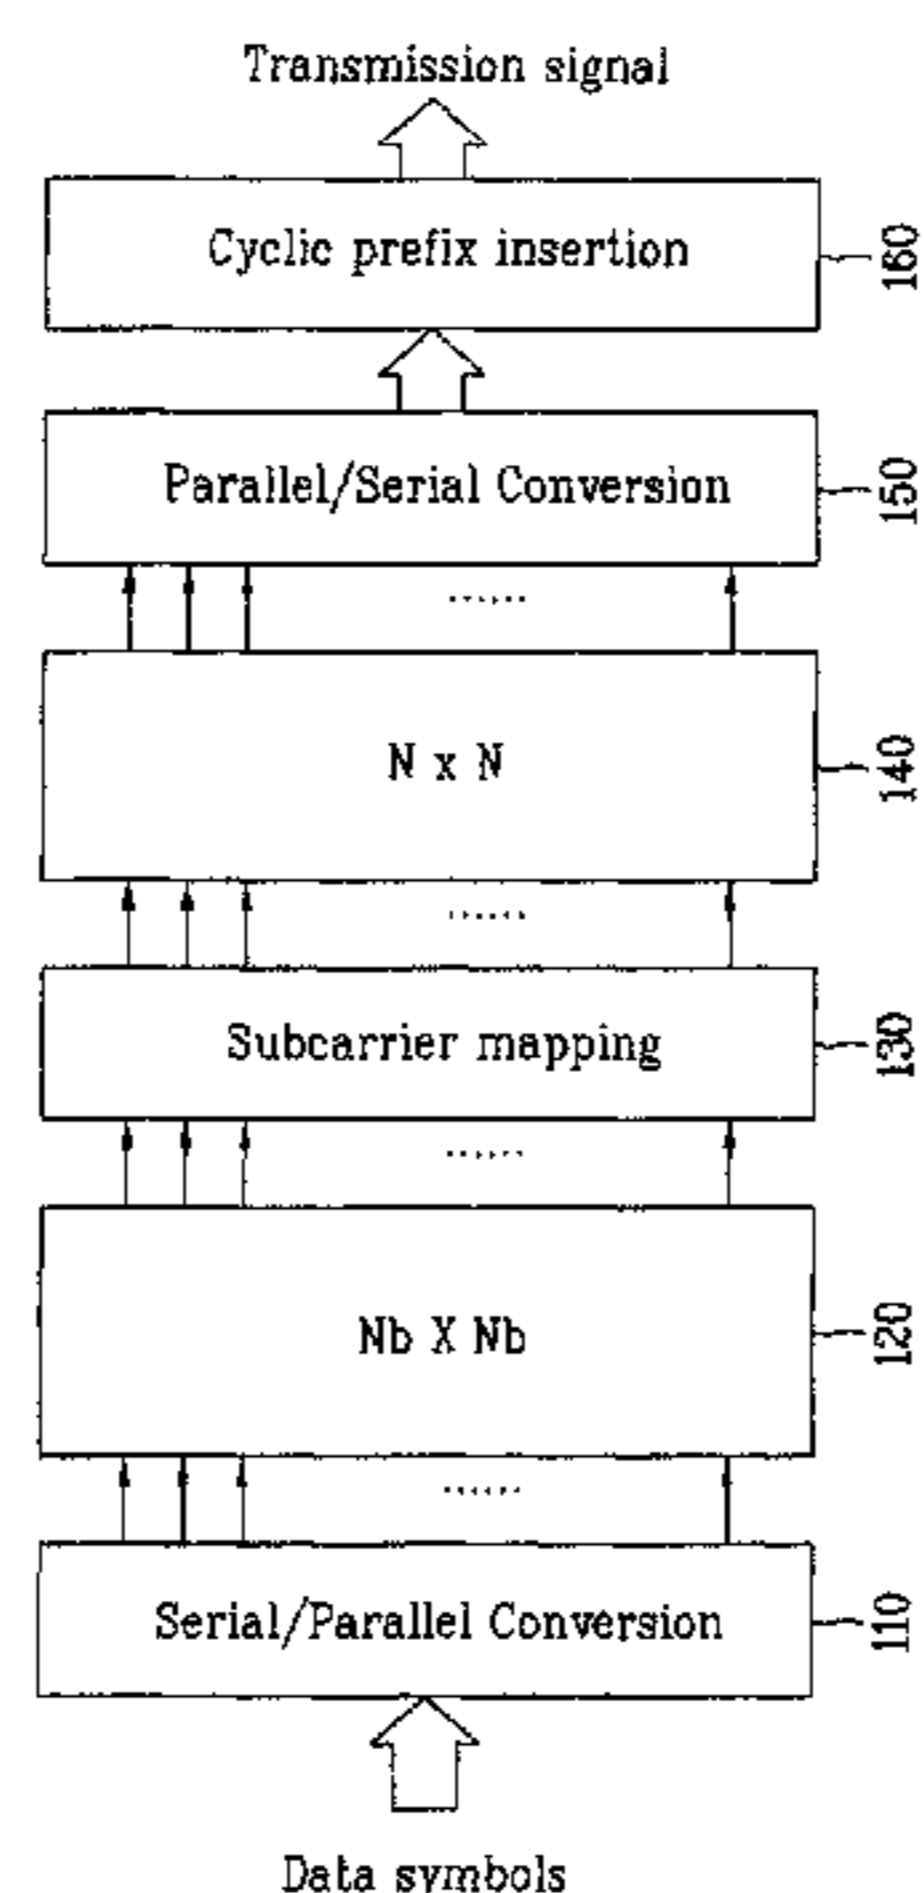 Transmission signal
Cyclic prefix insertion
160
Parallel/Serial Conversion
150
......
N x N
140
......
Subcarrier mapping
130
......
Nb X Nb
120
......
Serial/Parallel Conversion
110
Data symbols